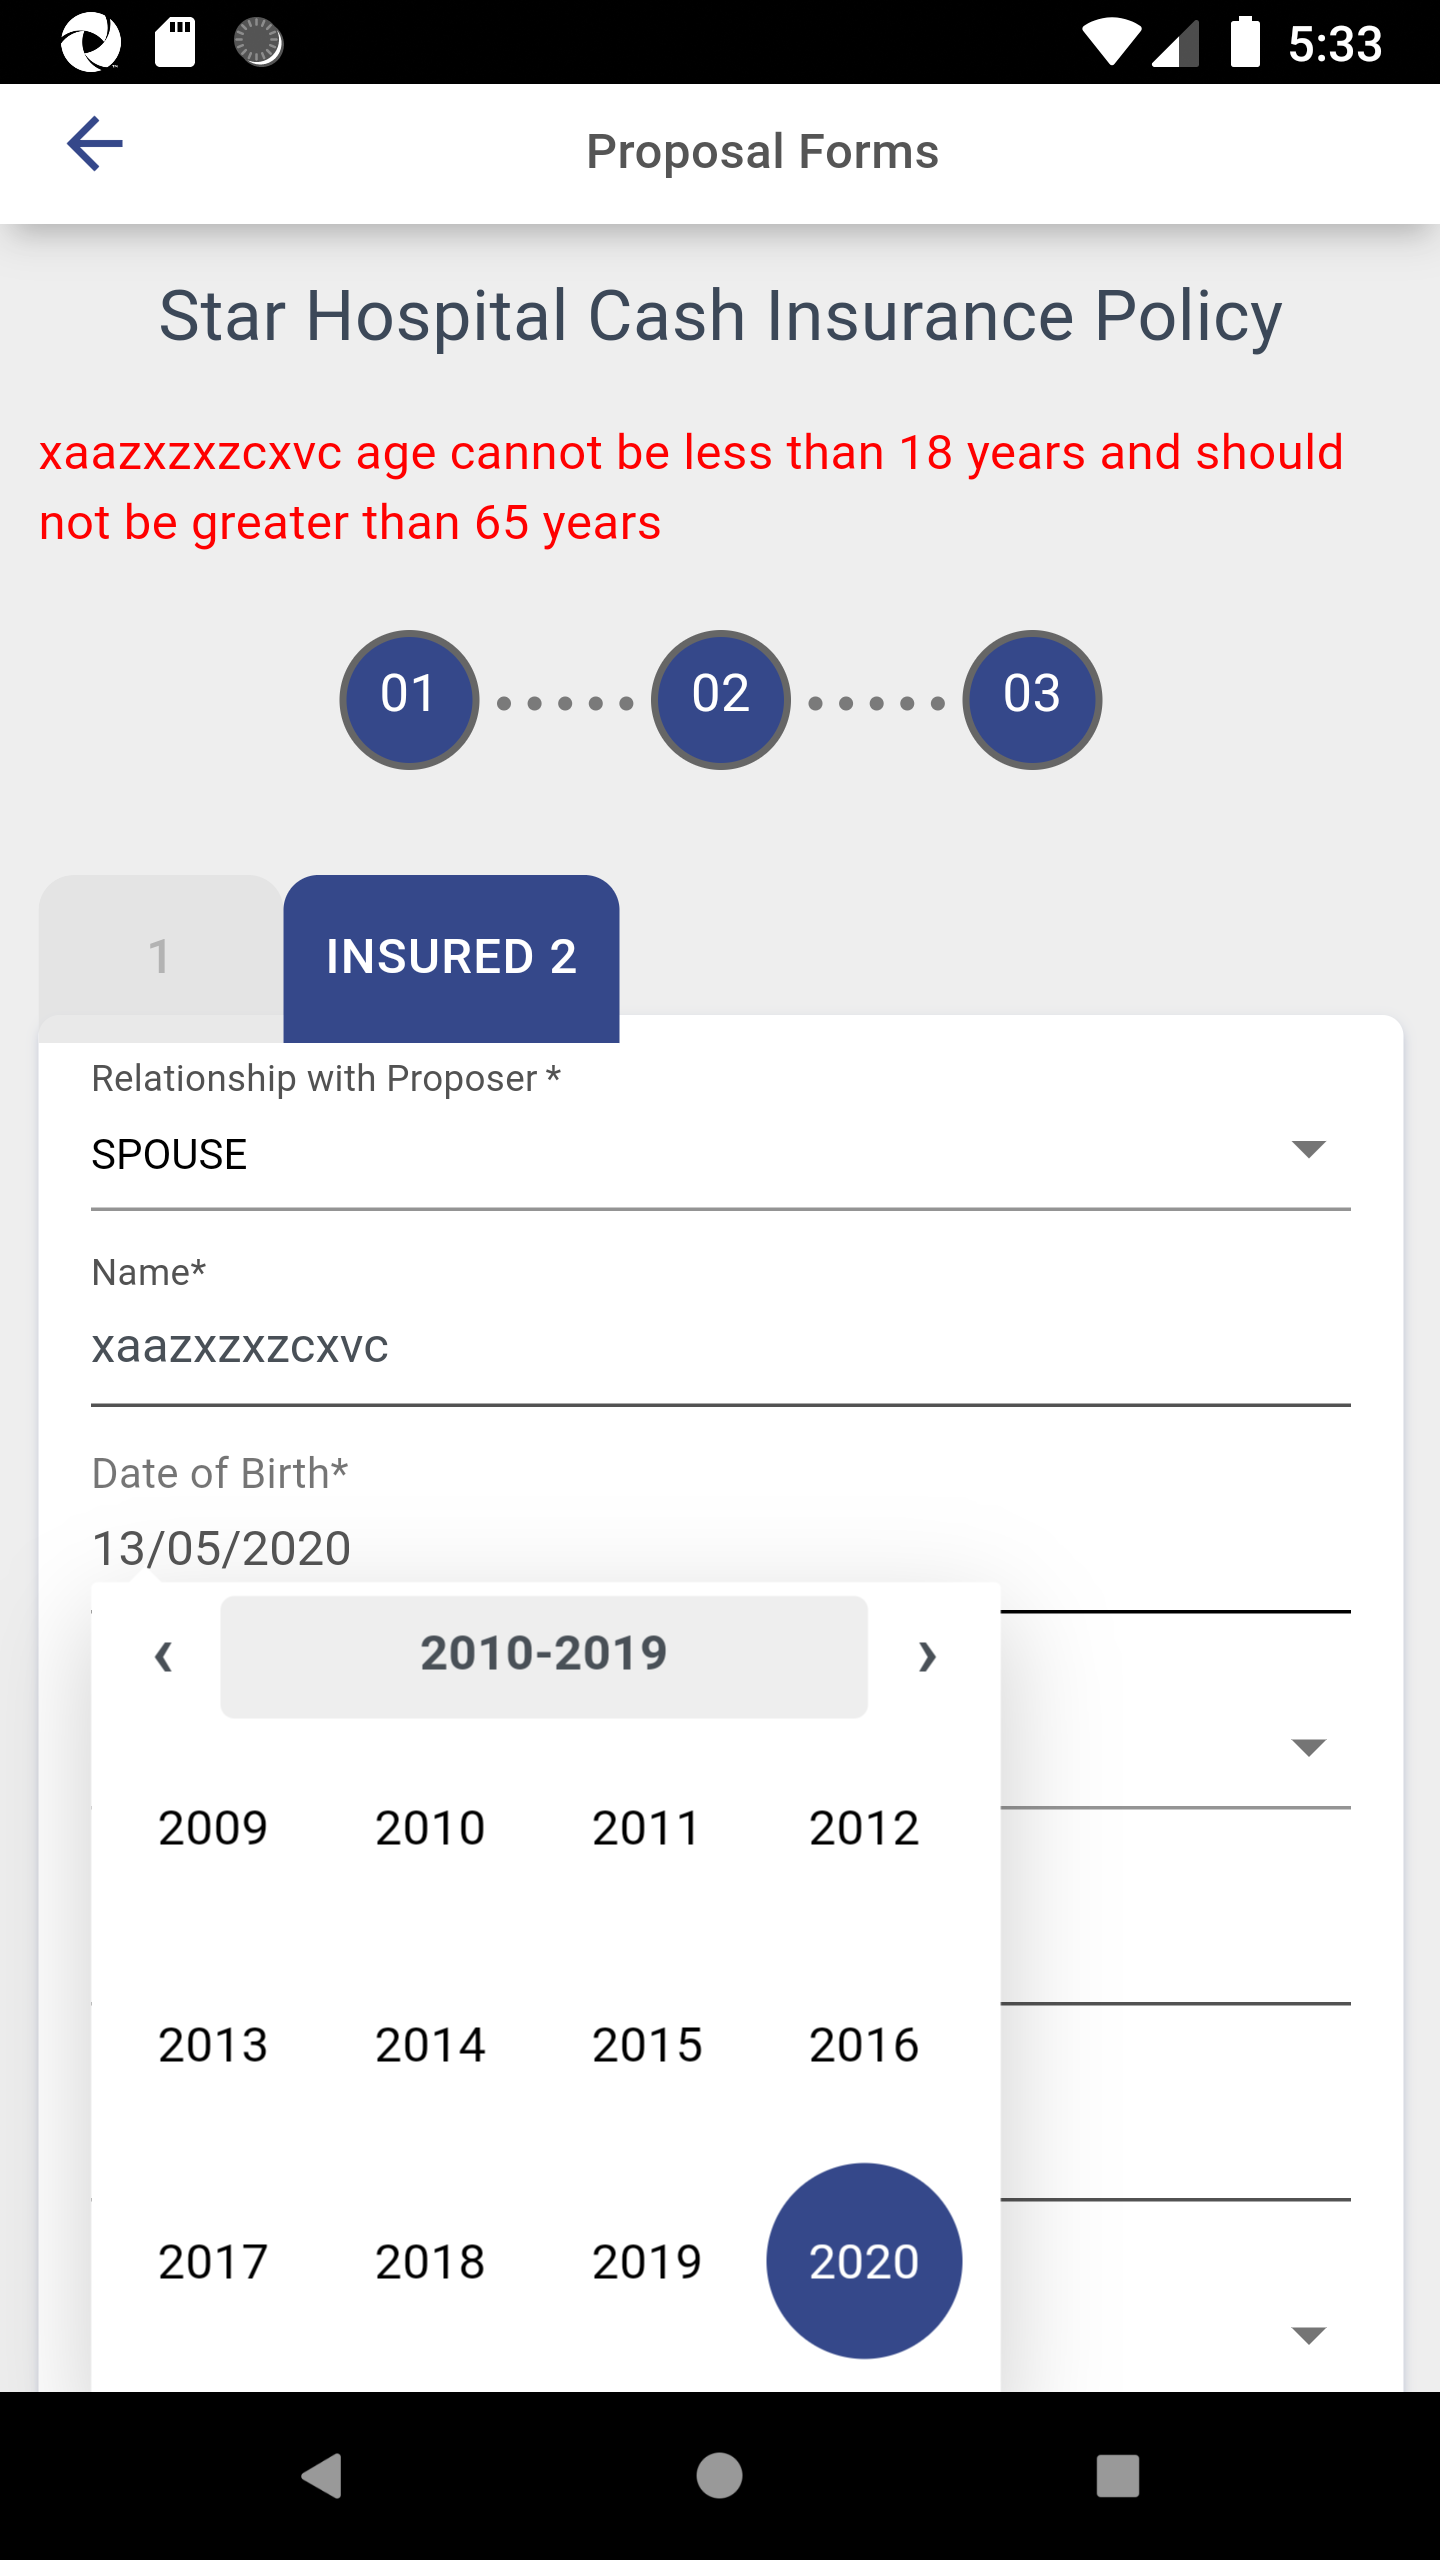 5:33
Proposal Forms
Star Hospital Cash Insurance Policy
xaazxzxzcxvc age cannot be less than 18 years and should
not be greater than 65 years
01 02 03
1 INSURED 2
Relationship with Proposer *
SPOUSE
Name*
xaazxzxzcxvc
Date of Birth*
13/05/2020
‹ 2010-2019 ›
2009 2010 2011 2012
2013 2014 2015 2016
2017 2018 2019 2020